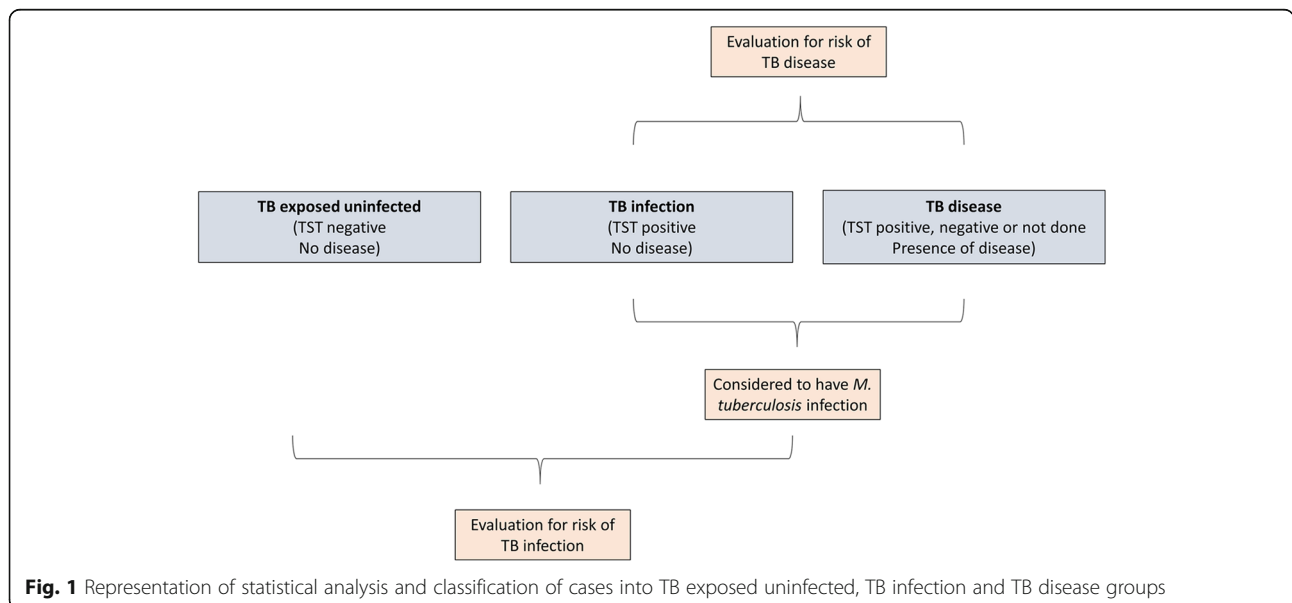 Evaluation for risk of
TB disease
TB exposed uninfected
(TST negative
No disease)
TB infection
(TST positive
No disease)
TB disease
(TST positive, negative or not done
Presence of disease)
Considered to have M.
tuberculosis infection
Evaluation for risk of
TB infection
Fig. 1 Representation of statistical analysis and classification of cases into TB exposed uninfected, TB infection and TB disease groups